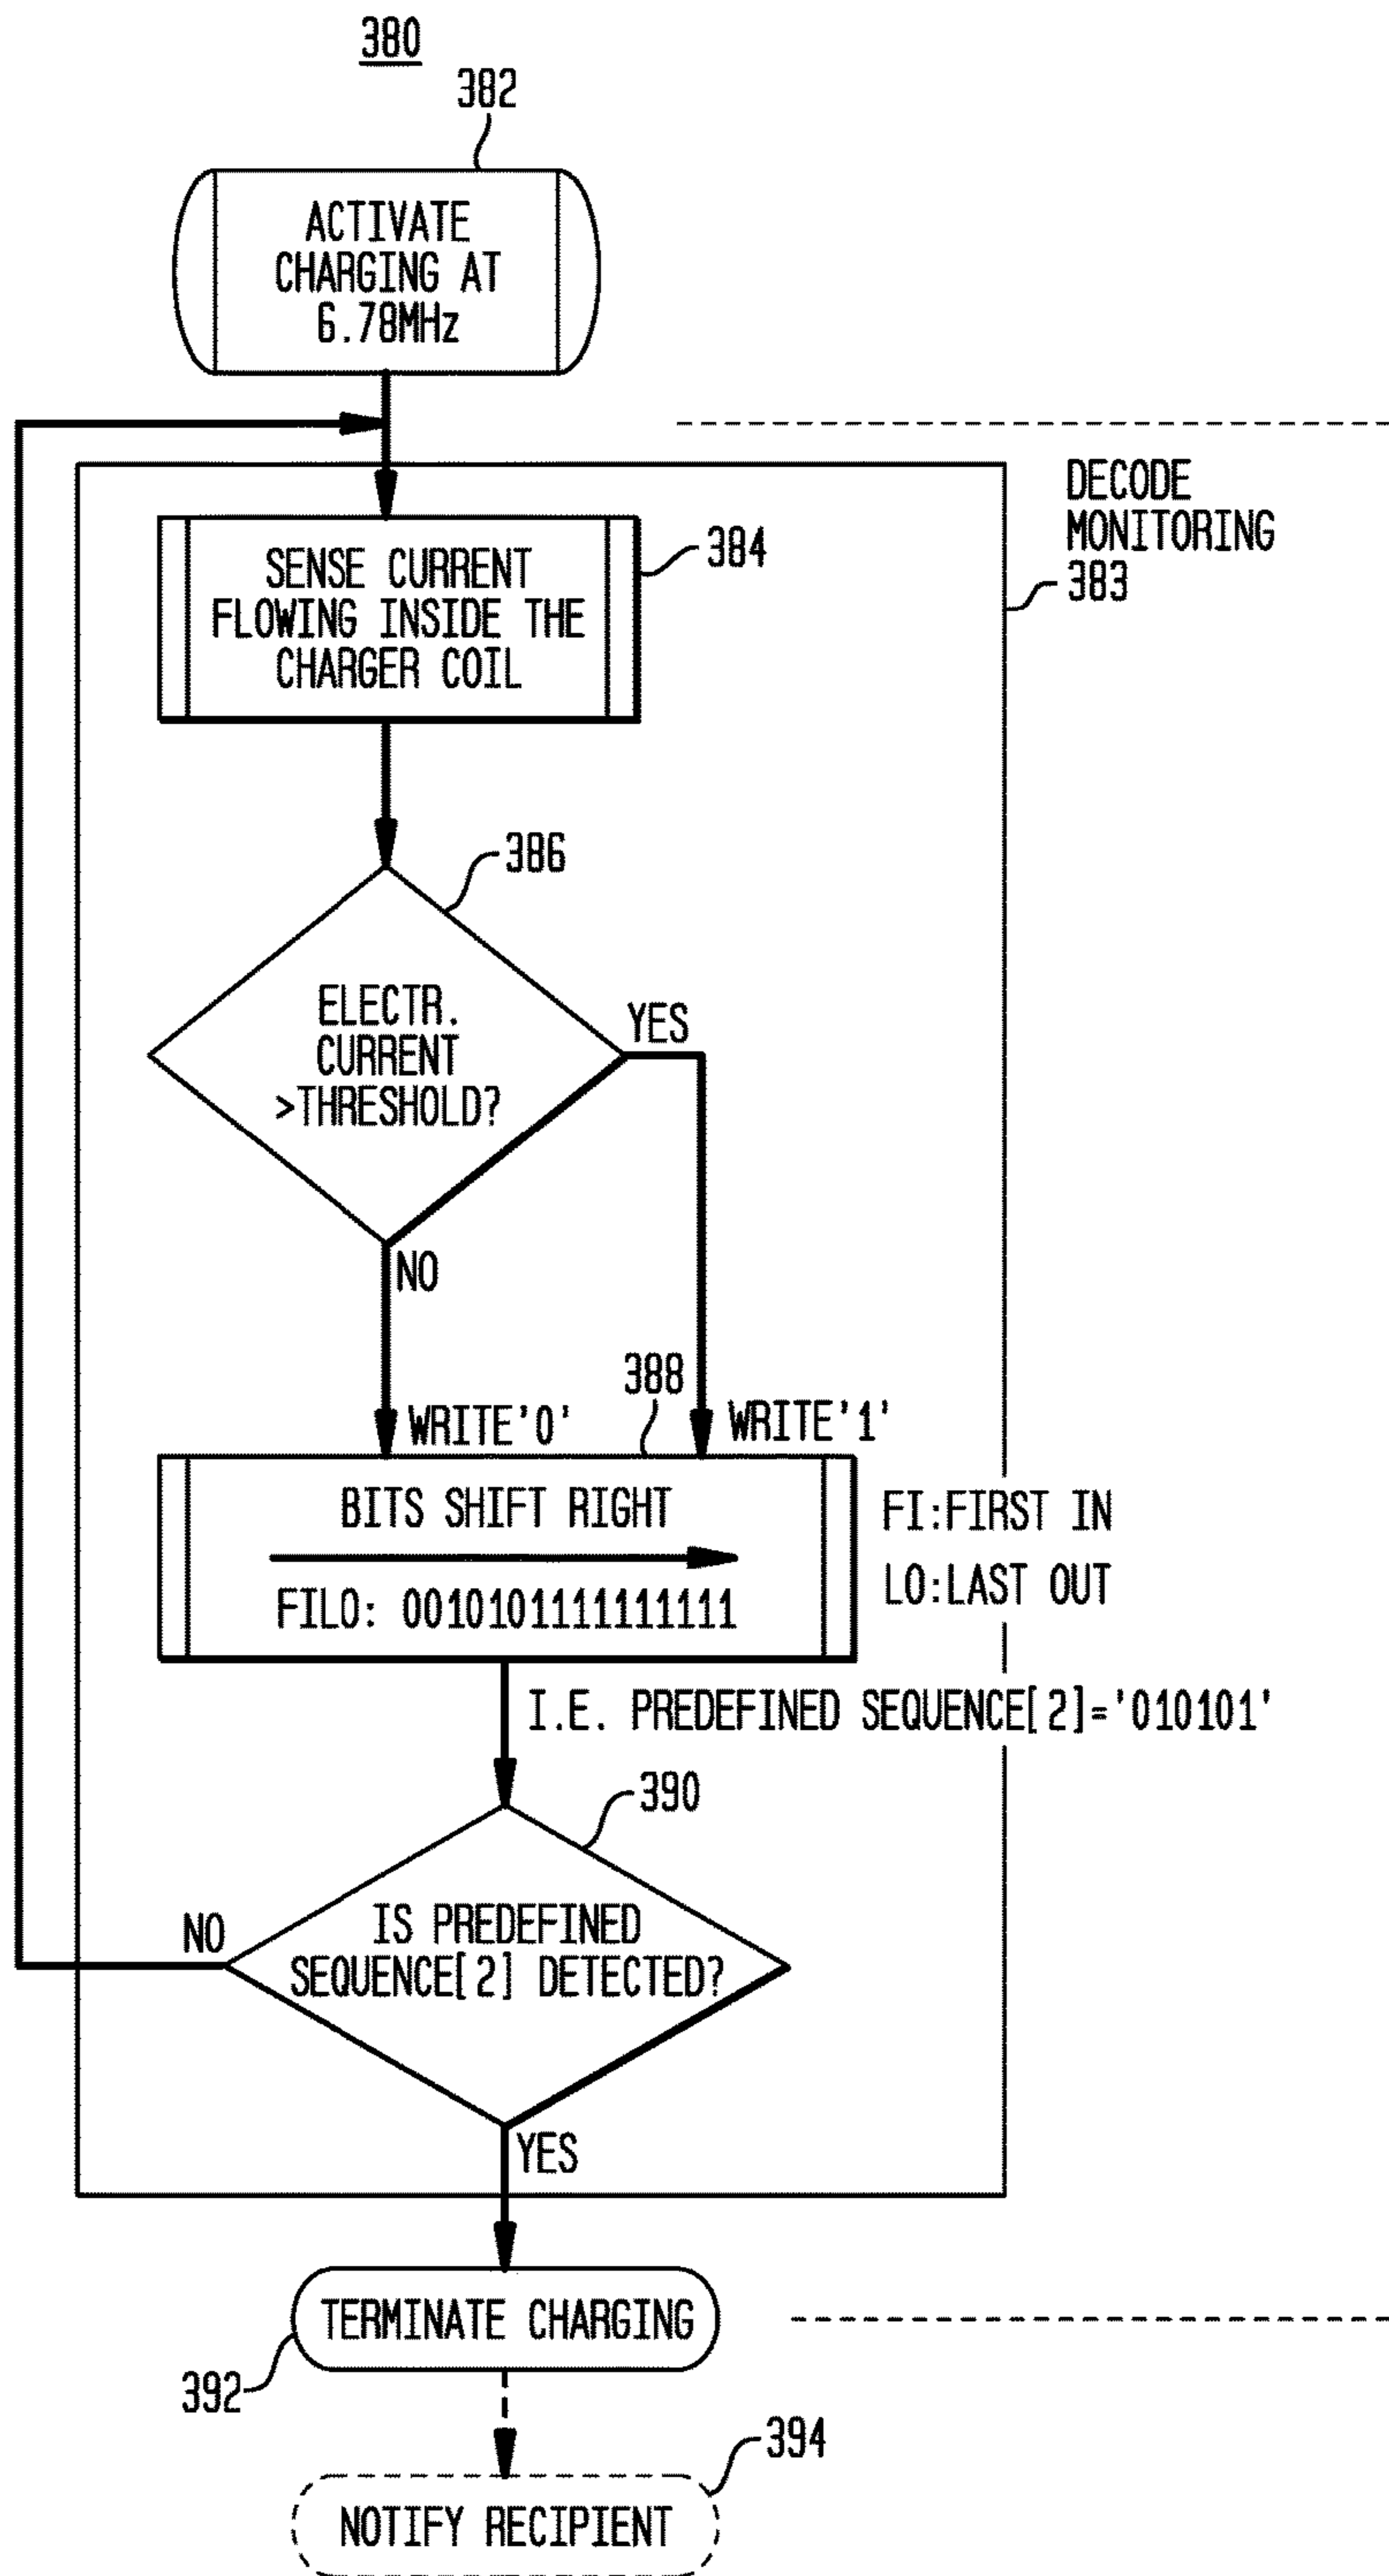 380
382
ACTIVATE
CHARGING AT
6.78MHz
DECODE
MONITORING
383
384
SENSE CURRENT
FLOWING INSIDE THE
CHARGER COIL
386
ELECTR.
CURRENT
>THRESHOLD?
YES
NO
388
WRITE'0'
WRITE'1'
BITS SHIFT RIGHT
FILO: 0010101111111111
FI:FIRST IN
LO:LAST OUT
I.E. PREDEFINED SEQUENCE[2]='010101'
390
IS PREDEFINED
SEQUENCE[2] DETECTED?
NO
YES
TERMINATE CHARGING
392
394
NOTIFY RECIPIENT